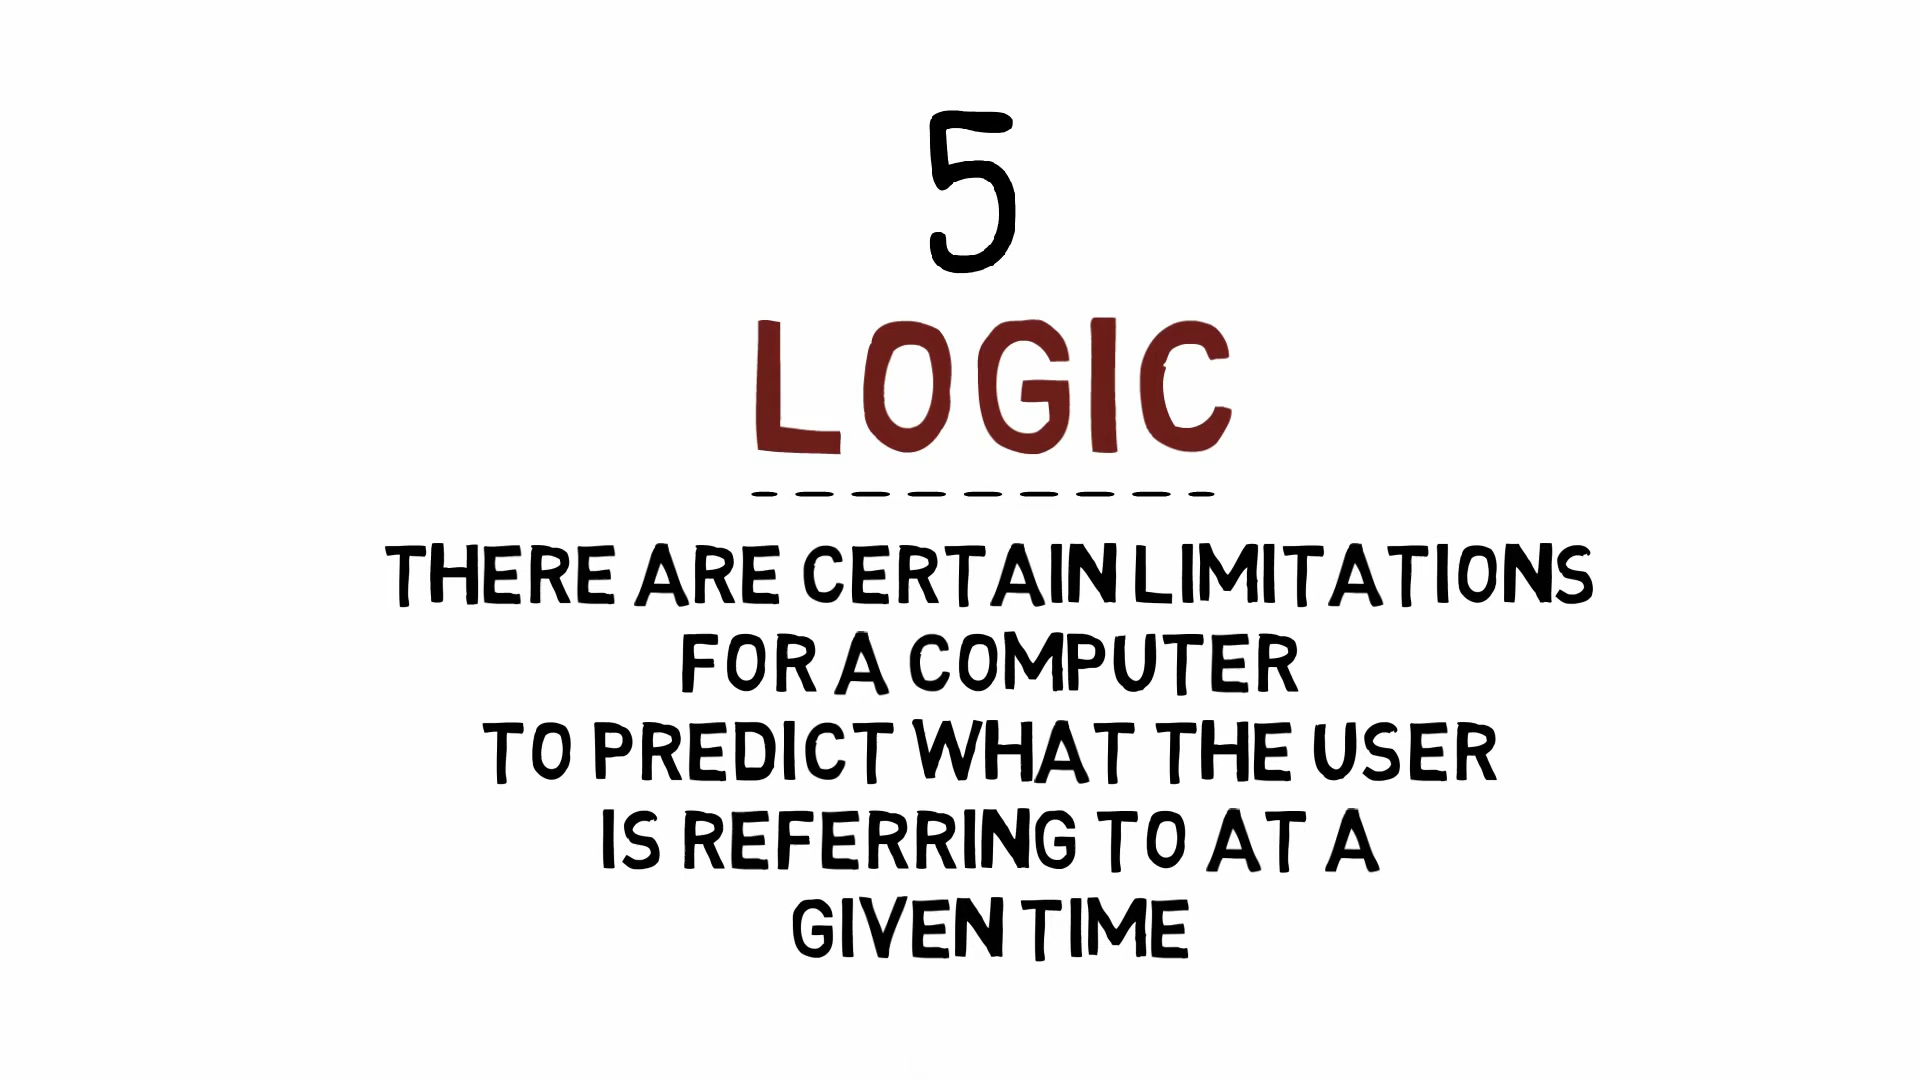 5
LOGIC
THERE ARE CERTAIN LIMITATIONS
FOR A COMPUTER
TO PREDICT WHAT THE USER
IS REFERRING TO AT A
GIVEN TIME